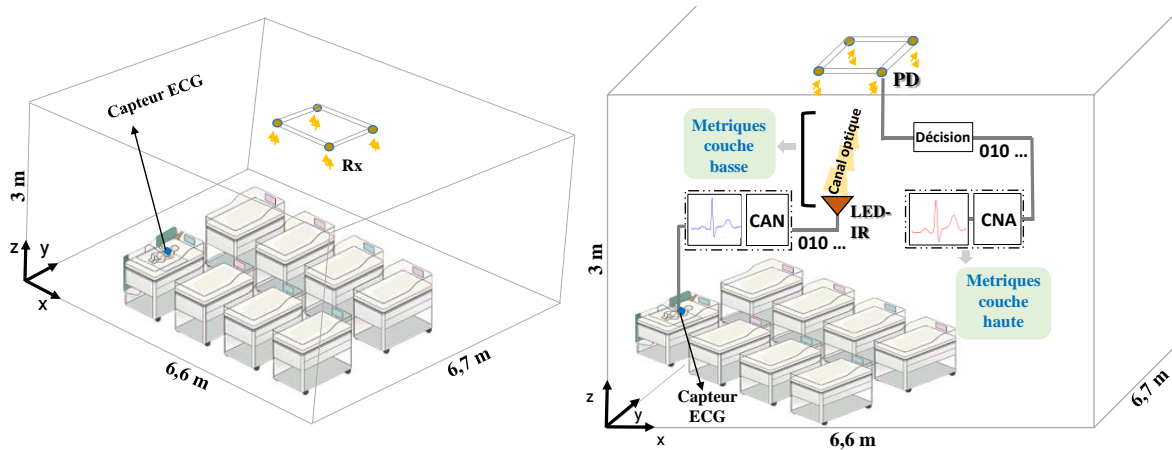 Capteur ECG
Rx
3 m
z
y
x
6,6 m
6,7 m
PD
Metriques
couche
basse
Canal optique
Décision
010 ...
CAN
LED-
IR
010 ...
CNA
Metriques
couche
haute
3 m
Capteur
ECG
z
y
x
6,6 m
6,7 m